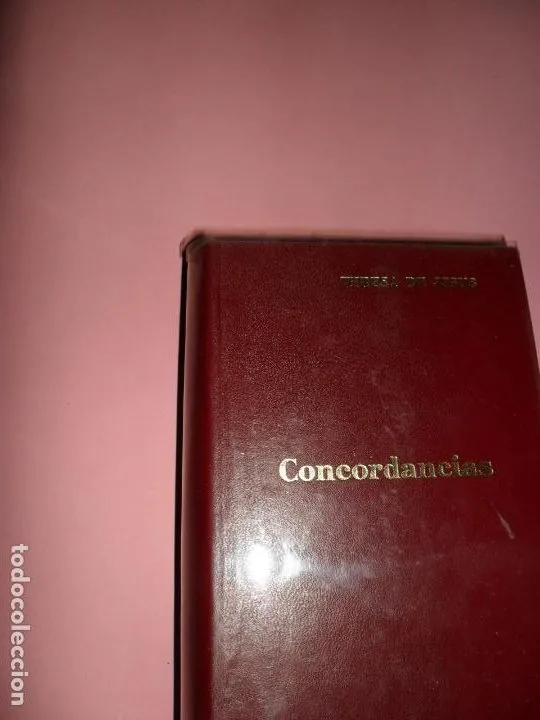 TERESA DE JESUS
Concordancias
todocoleccion